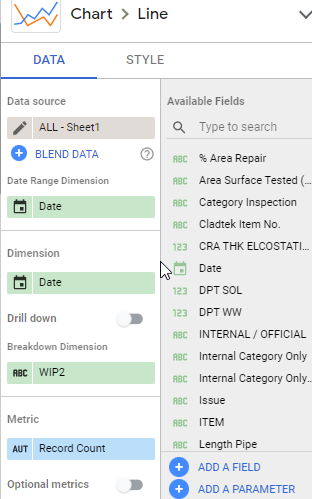 Chart > Line
DATA
STYLE
Data source
ALL - Sheet1
BLEND DATA
Date Range Dimension
Date
Dimension
Date
Drill down
Breakdown Dimension
ABC WIP2
Metric
AUT Record Count
Optional metrics
Available Fields
Type to search
ABC % Area Repair
ABC Area Surface Tested (...
ABC Category Inspection
ABC Cladtek Item No.
123 CRA THK ELCOSTATI...
Date
123 DPT SOL
123 DPT WW
ABC INTERNAL / OFFICIAL
ABC Internal Category Only
ABC Internal Category Only...
ABC Issue
ABC ITEM
ABC Length Pipe
ADD A FIELD
ADD A PARAMETER